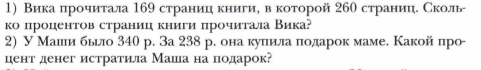 1) Вика прочитала 169 страниц книги, в которой 260 страниц. Сколь-
ко процентов страниц книги прочитала Вика?
2) У Маши было 340 р. За 238 р. она купила подарок маме. Какой про-
цент денег истратила Маша на подарок?